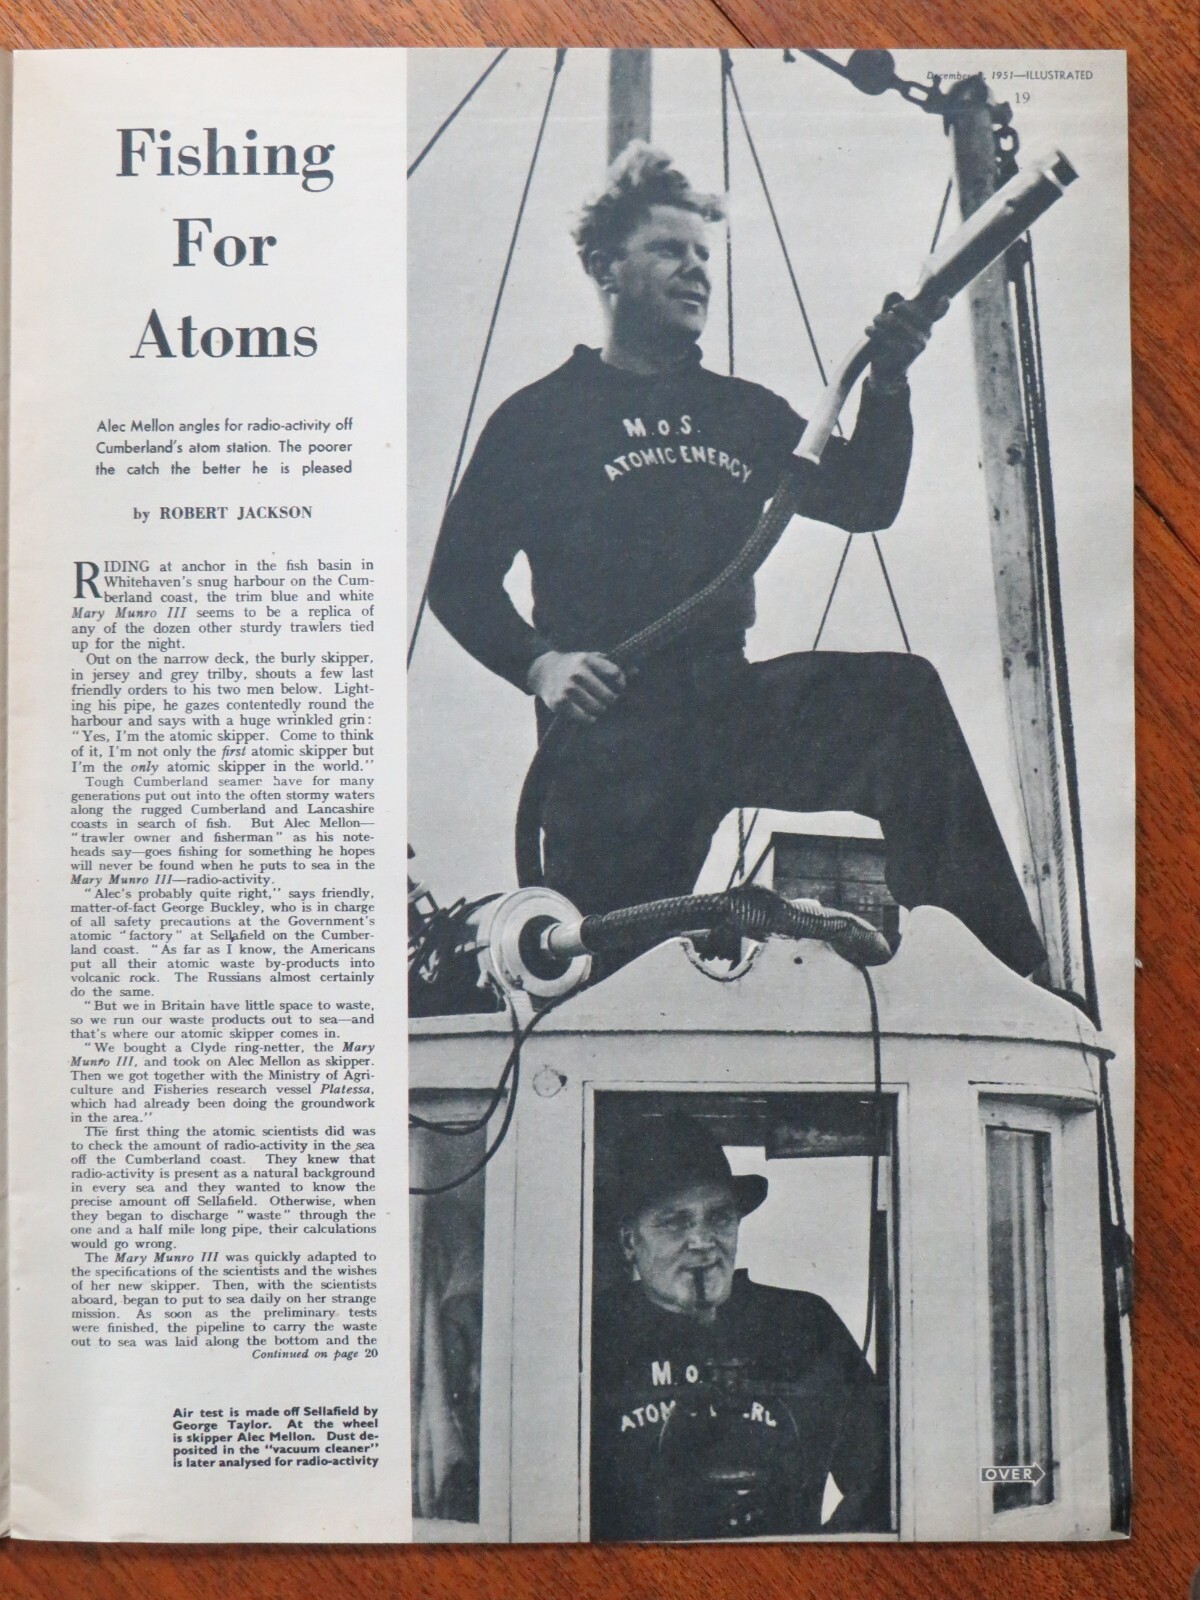 December 1951—ILLUSTRATED
19
Fishing
For
Atoms
Alec Mellon angles for radio-activity off
Cumberland's atom station. The poorer
the catch the better he is pleased
by ROBERT JACKSON
RIDING at anchor in the fish basin in
Whitehaven's snug harbour on the Cum-
berland coast, the trim blue and white
Mary Munro III seems to be a replica of
any of the dozen other sturdy trawlers tied
up for the night.
Out on the narrow deck, the burly skipper,
in jersey and grey trilby, shouts a few last
friendly orders to his two men below. Light-
ing his pipe, he gazes contentedly round the
harbour and says with a huge wrinkled grin:
"Yes, I'm the atomic skipper. Come to think
of it, I'm not only the first atomic skipper but
I'm the only atomic skipper in the world."
Tough Cumberland seamen have for many
generations put out into the often stormy waters
along the rugged Cumberland and Lancashire
coasts in search of fish. But Alec Mellon—
"trawler owner and fisherman" as his note-
heads say—goes fishing for something he hopes
will never be found when he puts to sea in the
Mary Munro III—radio-activity.
"Alec's probably quite right," says friendly,
matter-of-fact George Buckley, who is in charge
of all safety precautions at the Government's
atomic "factory" at Sellafield on the Cumber-
land coast. "As far as I know, the Americans
put all their atomic waste by-products into
volcanic rock. The Russians almost certainly
do the same.
"But we in Britain have little space to waste,
so we run our waste products out to sea—and
that's where our atomic skipper comes in.
"We bought a Clyde ring-netter, the Mary
Munro III, and took on Alec Mellon as skipper.
Then we got together with the Ministry of Agri-
culture and Fisheries research vessel Platessa,
which had already been doing the groundwork
in the area."
The first thing the atomic scientists did was
to check the amount of radio-activity in the sea
off the Cumberland coast. They knew that
radio-activity is present as a natural background
in every sea and they wanted to know the
precise amount off Sellafield. Otherwise, when
they began to discharge "waste" through the
one and a half mile long pipe, their calculations
would go wrong.
The Mary Munro III was quickly adapted to
the specifications of the scientists and the wishes
of her new skipper. Then, with the scientists
aboard, began to put to sea daily on her strange
mission. As soon as the preliminary tests
were finished, the pipeline to carry the waste
out to sea was laid along the bottom and the
Continued on page 20
Air test is made off Sellafield by
George Taylor. At the wheel
is skipper Alec Mellon. Dust de-
posited in the "vacuum cleaner"
is later analysed for radio-activity
M.O.S.
ATOMIC ENERGY
M.O.
OVER